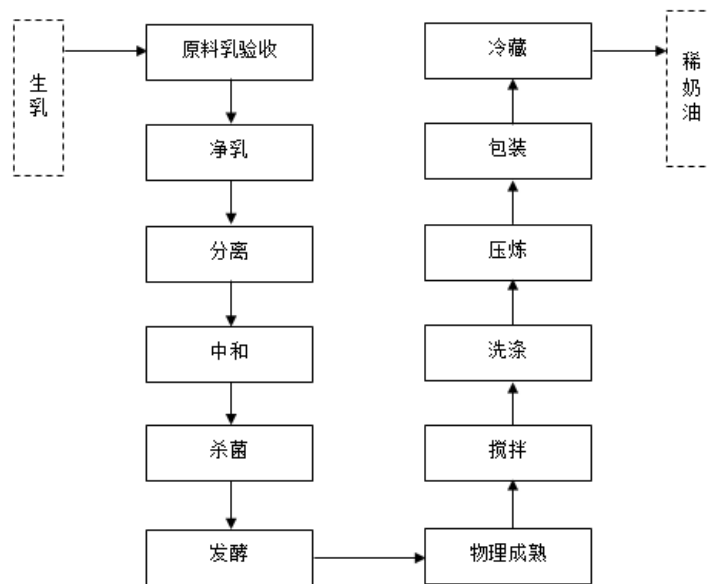 生乳
原料乳验收
净乳
分离
中和
杀菌
发酵
物理成熟
搅拌
洗涤
压炼
包装
冷藏
稀奶油